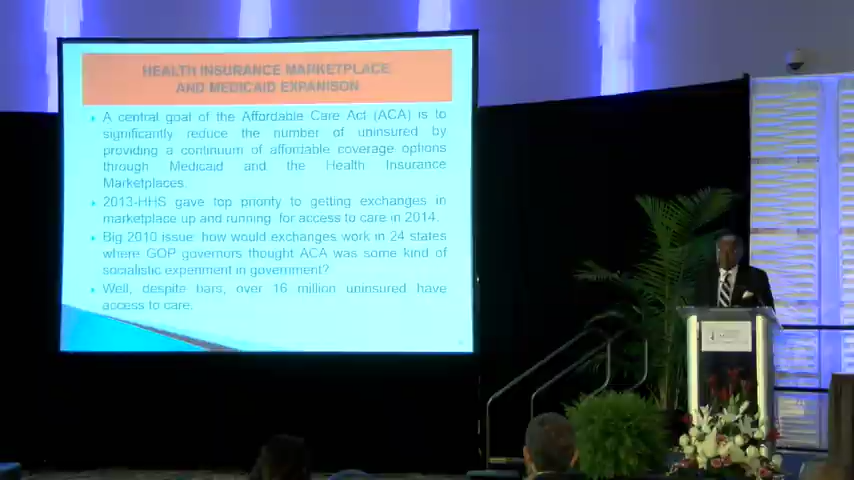 HEALTH INSURANCE MARKETPLACE
AND MEDICAID EXPANISON
A central goal of the Affordable Care Act (ACA) is to
significantly reduce the number of uninsured by
providing a continuum of affordable coverage options
through Medicaid and the Health Insurance
Marketplaces.
2013-HHS gave top priority to getting exchanges in
marketplace up and running for access to care in 2014.
Big 2010 issue: how would exchanges work in 24 states
where GOP governors thought ACA was some kind of
socialistic experiment in government?
Well, despite bars, over 16 million uninsured have
access to care.